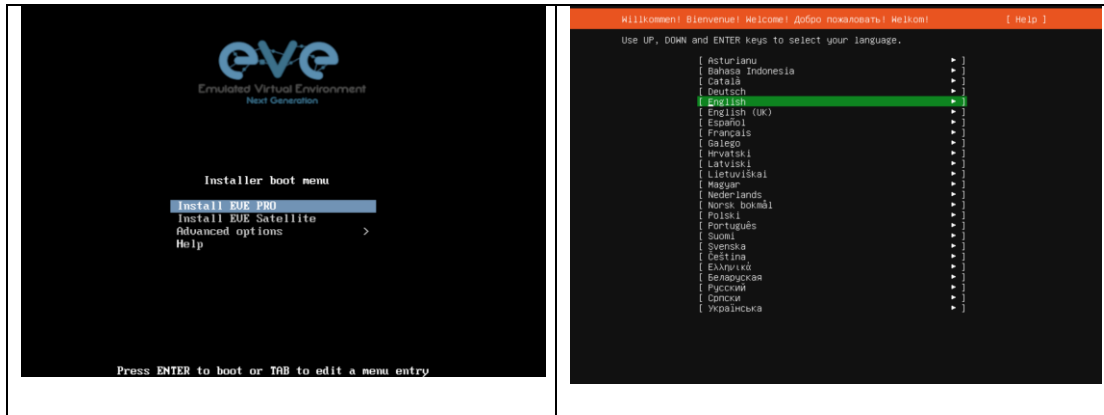 eve
Emulated Virtual Environment
Next Generation
Installer boot menu
Install EVE PRO
Install EVE Satellite
Advanced options >
Help
Press ENTER to boot or TAB to edit a menu entry
Willkommen! Bienvenue! Welcome! Добро пожаловать! Welkom! [ Help ]
Use UP, DOWN and ENTER keys to select your language.
[ Asturianu ► ]
[ Bahasa Indonesia ► ]
[ Català ► ]
[ Deutsch ► ]
[ English ► ]
[ English (UK) ► ]
[ Español ► ]
[ Français ► ]
[ Galego ► ]
[ Hrvatski ► ]
[ Latviski ► ]
[ Lietuviškai ► ]
[ Magyar ► ]
[ Nederlands ► ]
[ Norsk bokmål ► ]
[ Polski ► ]
[ Português ► ]
[ Suomi ► ]
[ Svenska ► ]
[ Čeština ► ]
[ Ελληνικά ► ]
[ Беларуская ► ]
[ Русский ► ]
[ Српски ► ]
[ Українська ► ]